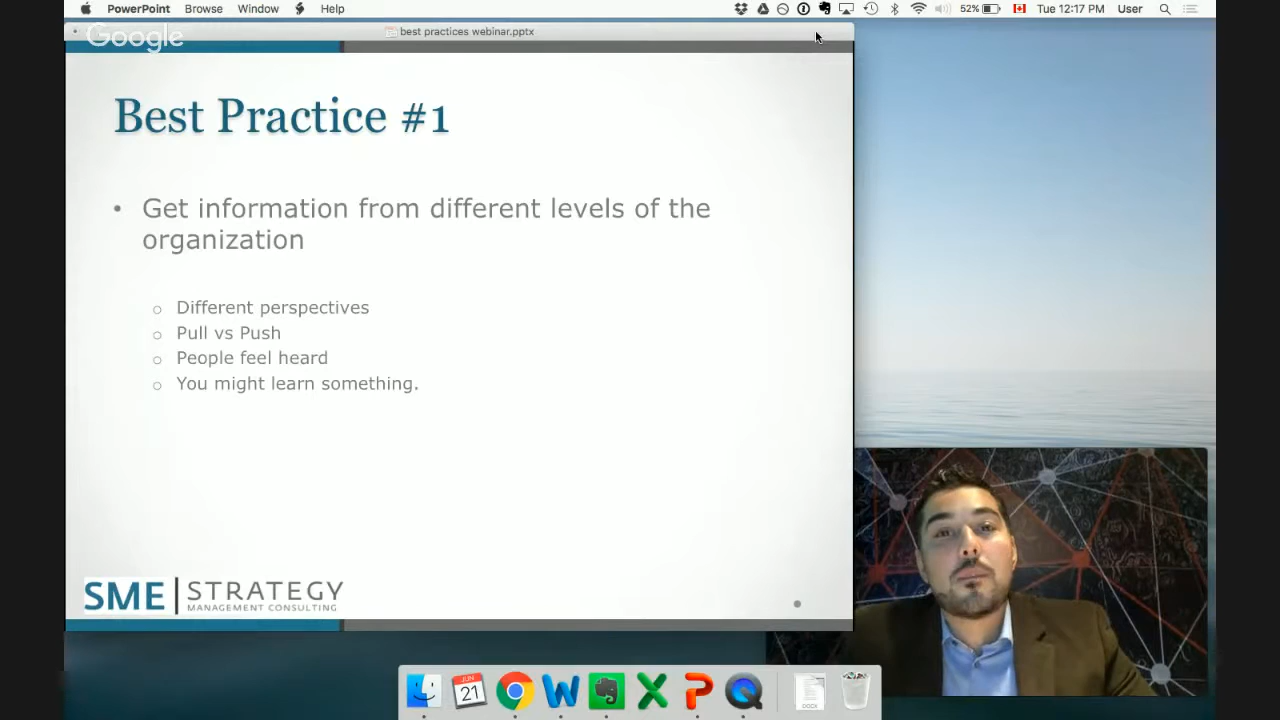 PowerPoint Browse Window Help 52% Tue 12:17 PM User
Google
best practices webinar.pptx
Best Practice #1
• Get information from different levels of the
organization
o Different perspectives
o Pull vs Push
o People feel heard
o You might learn something.
SME STRATEGY
MANAGEMENT CONSULTING
JUN
21
DOCX